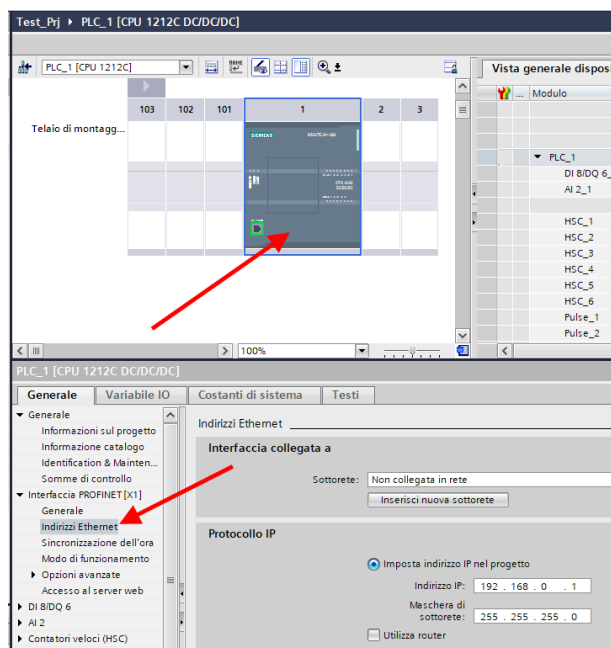 Test_Prj ▸ PLC_1 [CPU 1212C DC/DC/DC]
PLC_1 [CPU 1212C]
Vista generale disposi
... Modulo
103 102 101 1 2 3
Telaio di montagg...
SIEMENS
PLC_1
DI 8/DQ 6_
AI 2_1
HSC_1
HSC_2
HSC_3
HSC_4
HSC_5
HSC_6
Pulse_1
Pulse_2
100%
PLC_1 [CPU 1212C DC/DC/DC]
Generale Variabile IO Costanti di sistema Testi
Generale
Informazioni sul progetto
Informazione catalogo
Identification & Mainten...
Somme di controllo
Interfaccia PROFINET [X1]
Generale
Indirizzi Ethernet
Sincronizzazione dell'ora
Modo di funzionamento
Opzioni avanzate
Accesso al server web
DI 8/DQ 6
AI 2
Contatori veloci (HSC)
Indirizzi Ethernet
Interfaccia collegata a
Sottorete: Non collegata in rete
Inserisci nuova sottorete
Protocollo IP
Imposta indirizzo IP nel progetto
Indirizzo IP: 192 . 168 . 0 . 1
Maschera di
sottorete: 255 . 255 . 255 . 0
Utilizza router